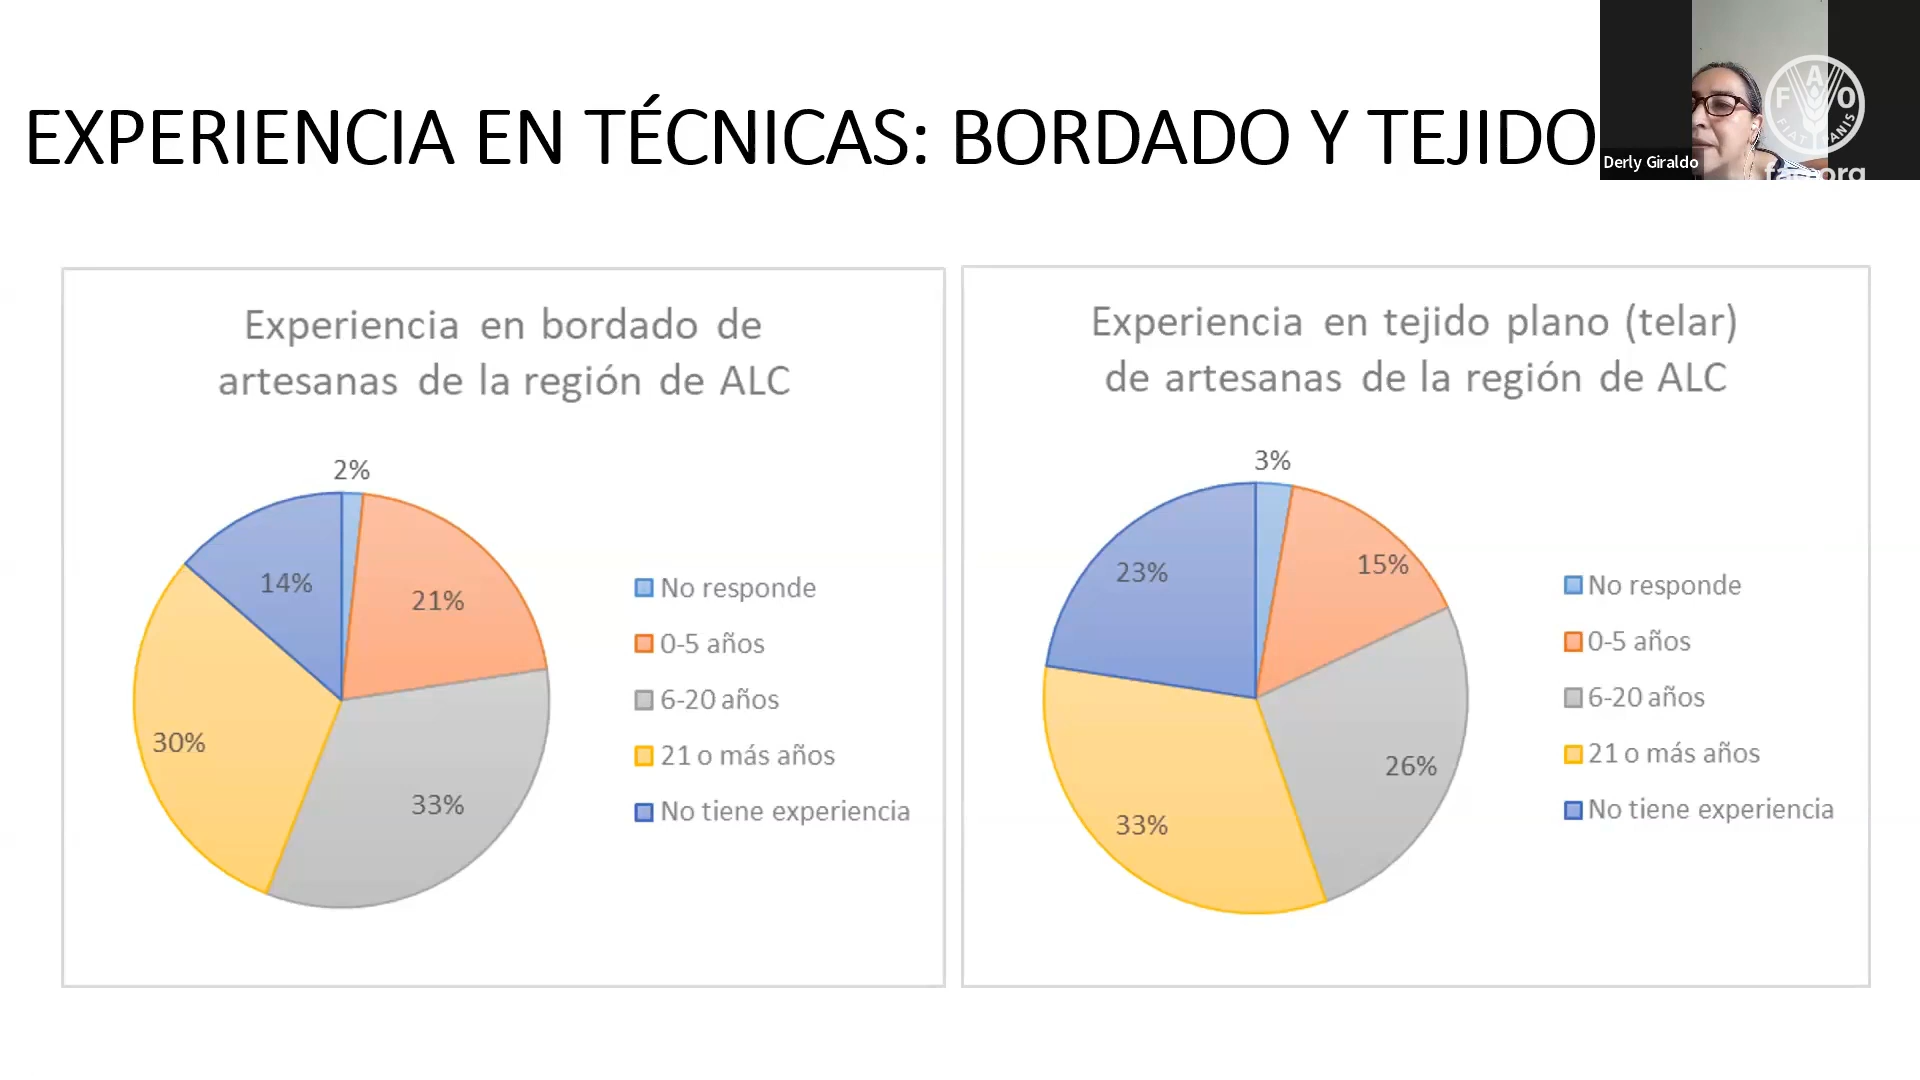 EXPERIENCIA EN TÉCNICAS: BORDADO Y TEJIDO
Derly Giraldo
F A O
FIAT PANIS
Experiencia en bordado de
artesanas de la región de ALC
2%
14%
21%
30%
33%
No responde
0-5 años
6-20 años
21 o más años
No tiene experiencia
Experiencia en tejido plano (telar)
de artesanas de la región de ALC
3%
23%
15%
26%
33%
No responde
0-5 años
6-20 años
21 o más años
No tiene experiencia